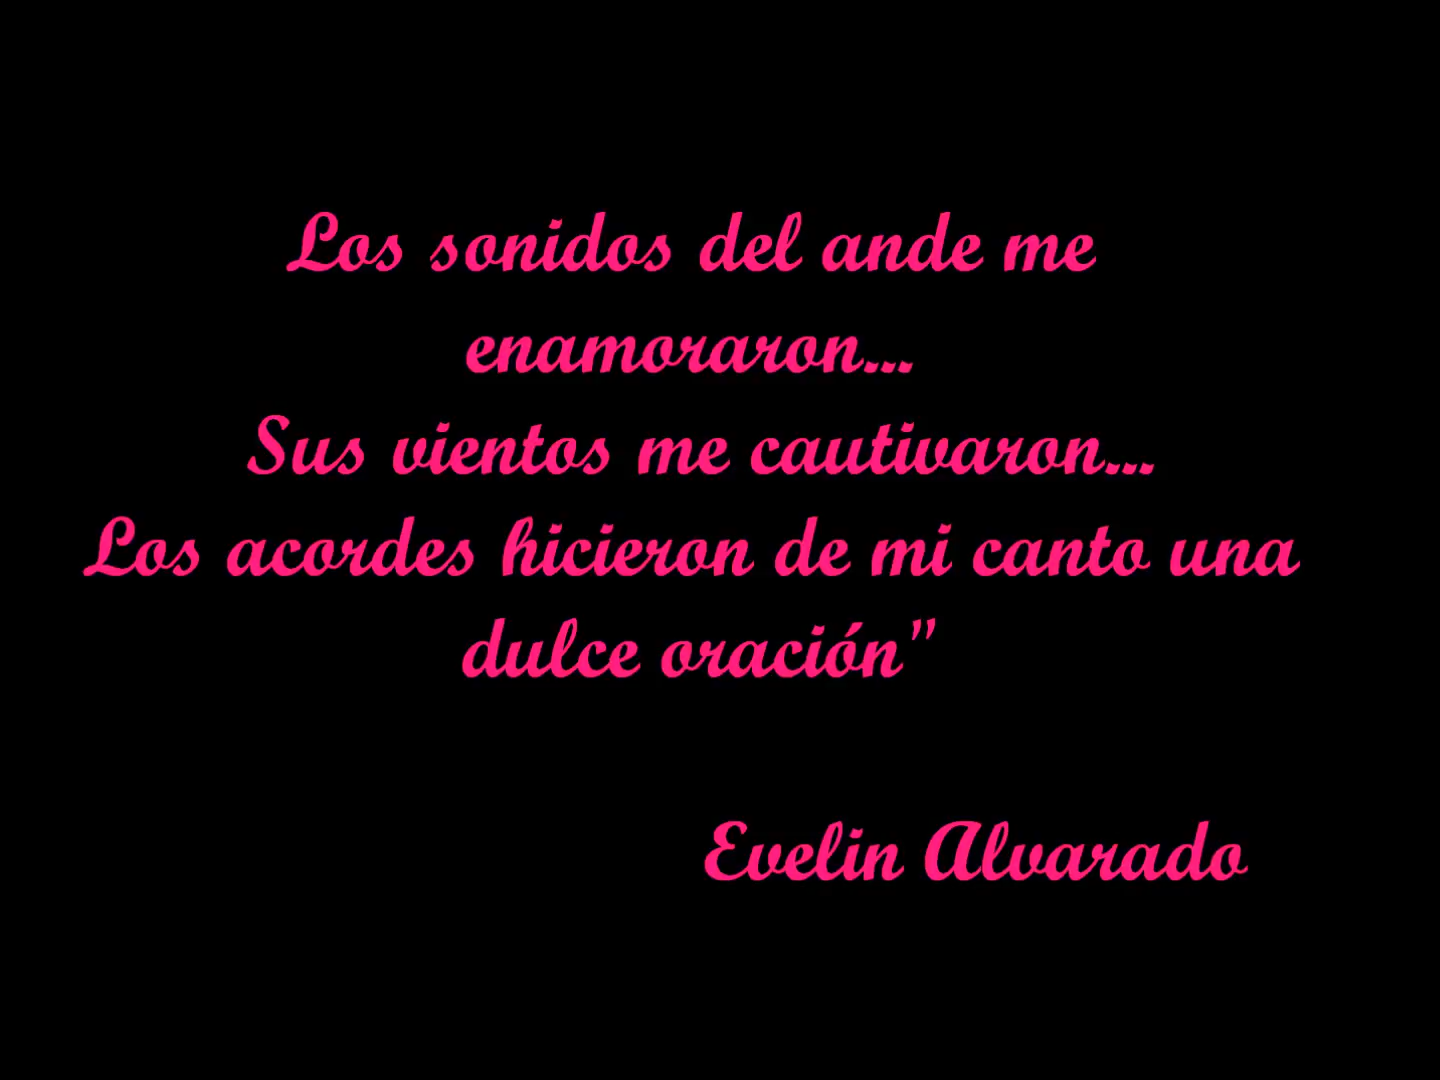 Los sonidos del ande me
enamoraron...
Sus vientos me cautivaron...
Los acordes hicieron de mi canto una
dulce oración"
Evelin Alvarado